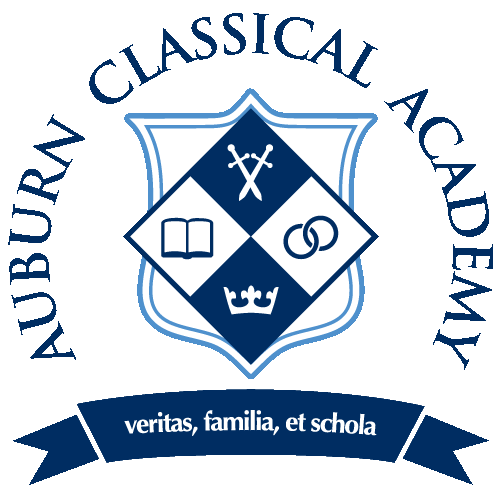 AUBURN CLASSICAL ACADEMY
veritas, familia, et schola